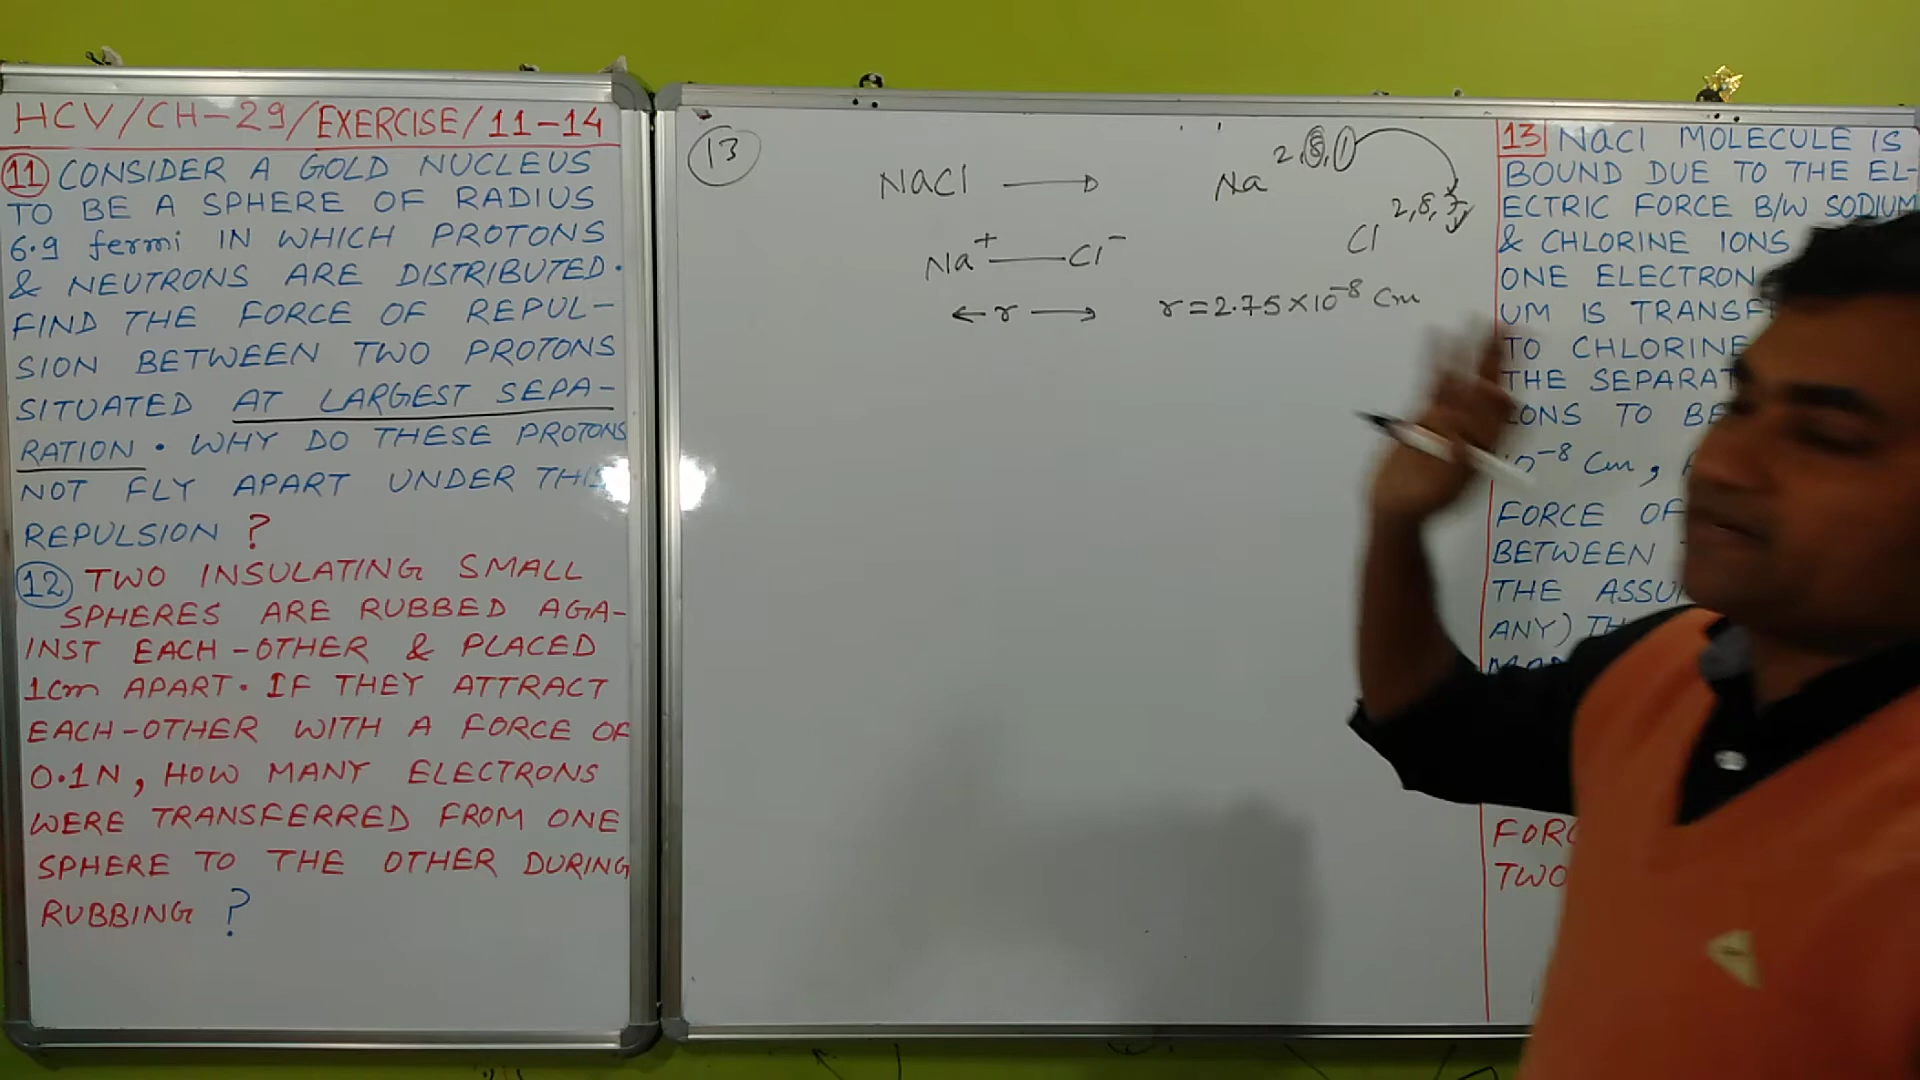 HCV/CH-29/EXERCISE/11-14
11 CONSIDER A GOLD NUCLEUS
TO BE A SPHERE OF RADIUS
6.9 fermi IN WHICH PROTONS
& NEUTRONS ARE DISTRIBUTED.
FIND THE FORCE OF REPUL-
SION BETWEEN TWO PROTONS
SITUATED AT LARGEST SEPA-
RATION. WHY DO THESE PROTONS
NOT FLY APART UNDER THIS
REPULSION ?
12 TWO INSULATING SMALL
SPHERES ARE RUBBED AGA-
INST EACH-OTHER & PLACED
1cm APART. IF THEY ATTRACT
EACH-OTHER WITH A FORCE OF
0.1N, HOW MANY ELECTRONS
WERE TRANSFERRED FROM ONE
SPHERE TO THE OTHER DURING
RUBBING ?
13
NaCl → Na 2,8,1
Cl 2,8,7
Na⁺ — Cl⁻
← r → r = 2.75×10⁻⁸ cm
13 NaCl MOLECULE IS
BOUND DUE TO THE EL-
ECTRIC FORCE B/W SODIUM
& CHLORINE IONS
ONE ELECTRON
UM IS
TO CHLORINE
THE
IONS TO BE
10⁻⁸ cm,
FORCE OF
BETWEEN
THE
ANY)
TWO